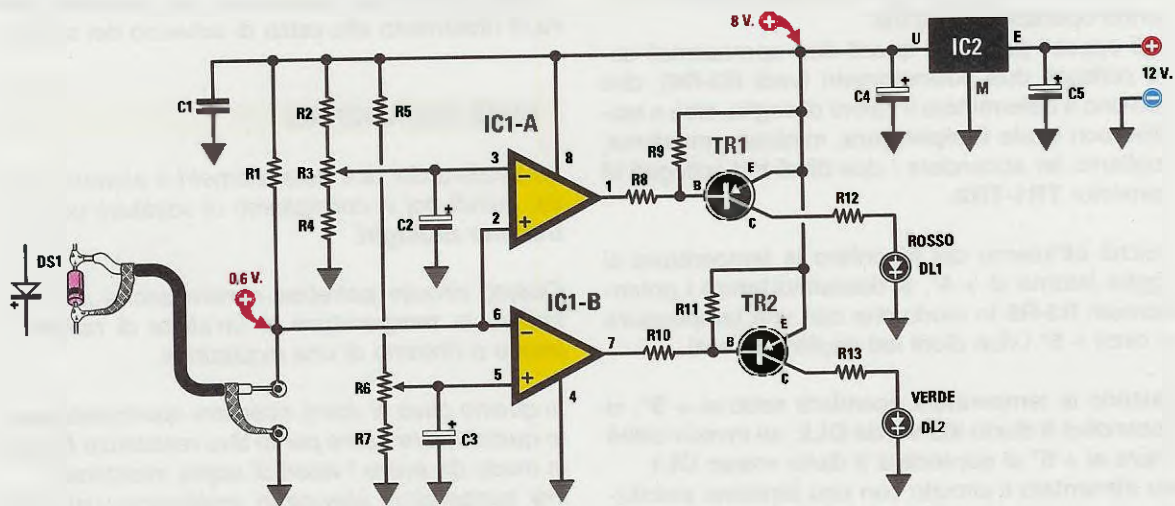 8 V.
U
IC2
E
12 V.
M
C4
C5
C1
R1
R2
R3
R4
R5
IC1-A
3
8
2
1
C2
R8
R9
TR1
B
E
C
R12
ROSSO
DL1
DS1
0,6 V.
IC1-B
6
5
7
4
R6
R7
C3
R10
R11
TR2
B
E
C
R13
VERDE
DL2